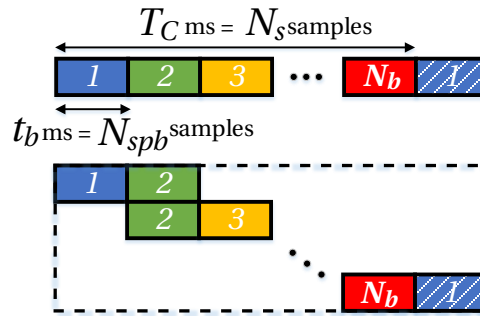 T_C ms = N_s samples
1 2 3 ... N_b 1
t_b ms = N_spb samples
1 2
2 3
...
N_b 1